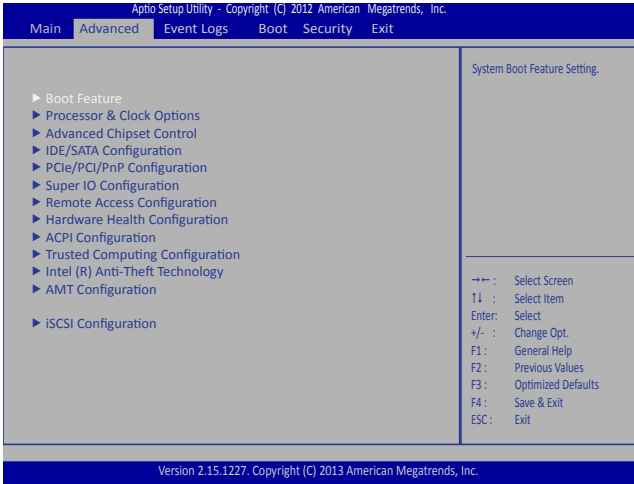 Aptio Setup Utility - Copyright (C) 2012 American Megatrends, Inc.
Main Advanced Event Logs Boot Security Exit
System Boot Feature Setting.
▶ Boot Feature
▶ Processor & Clock Options
▶ Advanced Chipset Control
▶ IDE/SATA Configuration
▶ PCIe/PCI/PnP Configuration
▶ Super IO Configuration
▶ Remote Access Configuration
▶ Hardware Health Configuration
▶ ACPI Configuration
▶ Trusted Computing Configuration
▶ Intel (R) Anti-Theft Technology
▶ AMT Configuration
▶ iSCSI Configuration
→← : Select Screen
↑↓ : Select Item
Enter: Select
+/- : Change Opt.
F1 : General Help
F2 : Previous Values
F3 : Optimized Defaults
F4 : Save & Exit
ESC : Exit
Version 2.15.1227. Copyright (C) 2013 American Megatrends, Inc.